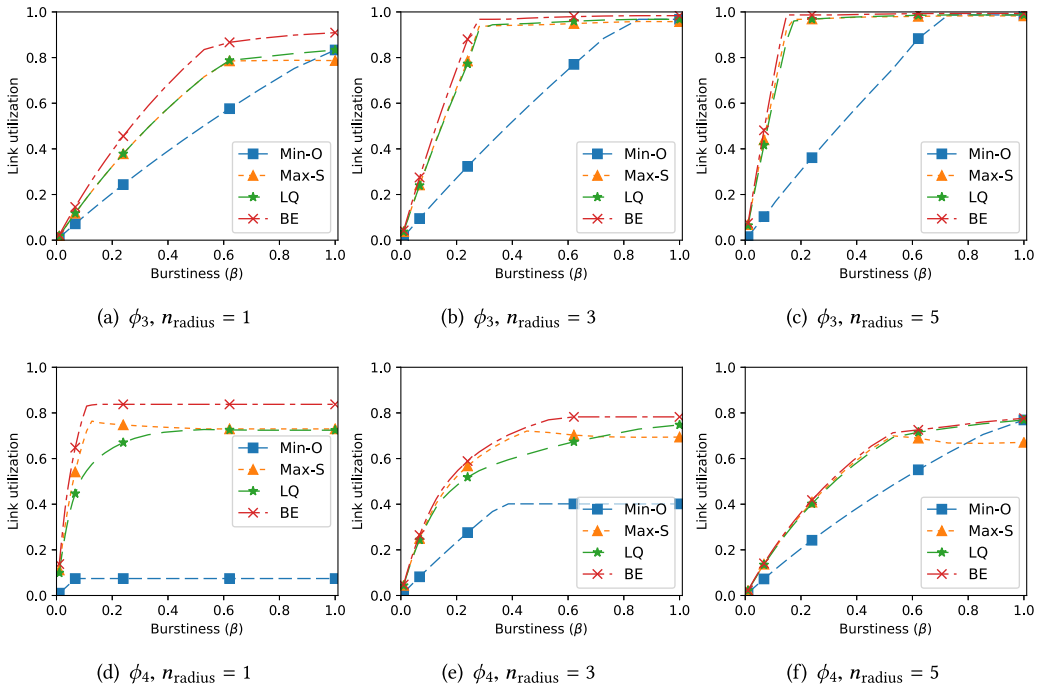 1.0
0.8
0.6
0.4
0.2
0.0
Link utilization
Min-O
Max-S
LQ
BE
0.0 0.2 0.4 0.6 0.8 1.0
Burstiness (β)
(a) ϕ3, nradius = 1
1.0
0.8
0.6
0.4
0.2
0.0
Link utilization
Min-O
Max-S
LQ
BE
0.0 0.2 0.4 0.6 0.8 1.0
Burstiness (β)
(b) ϕ3, nradius = 3
1.0
0.8
0.6
0.4
0.2
0.0
Link utilization
Min-O
Max-S
LQ
BE
0.0 0.2 0.4 0.6 0.8 1.0
Burstiness (β)
(c) ϕ3, nradius = 5
1.0
0.8
0.6
0.4
0.2
0.0
Link utilization
Min-O
Max-S
LQ
BE
0.0 0.2 0.4 0.6 0.8 1.0
Burstiness (β)
(d) ϕ4, nradius = 1
1.0
0.8
0.6
0.4
0.2
0.0
Link utilization
Min-O
Max-S
LQ
BE
0.0 0.2 0.4 0.6 0.8 1.0
Burstiness (β)
(e) ϕ4, nradius = 3
1.0
0.8
0.6
0.4
0.2
0.0
Link utilization
Min-O
Max-S
LQ
BE
0.0 0.2 0.4 0.6 0.8 1.0
Burstiness (β)
(f) ϕ4, nradius = 5